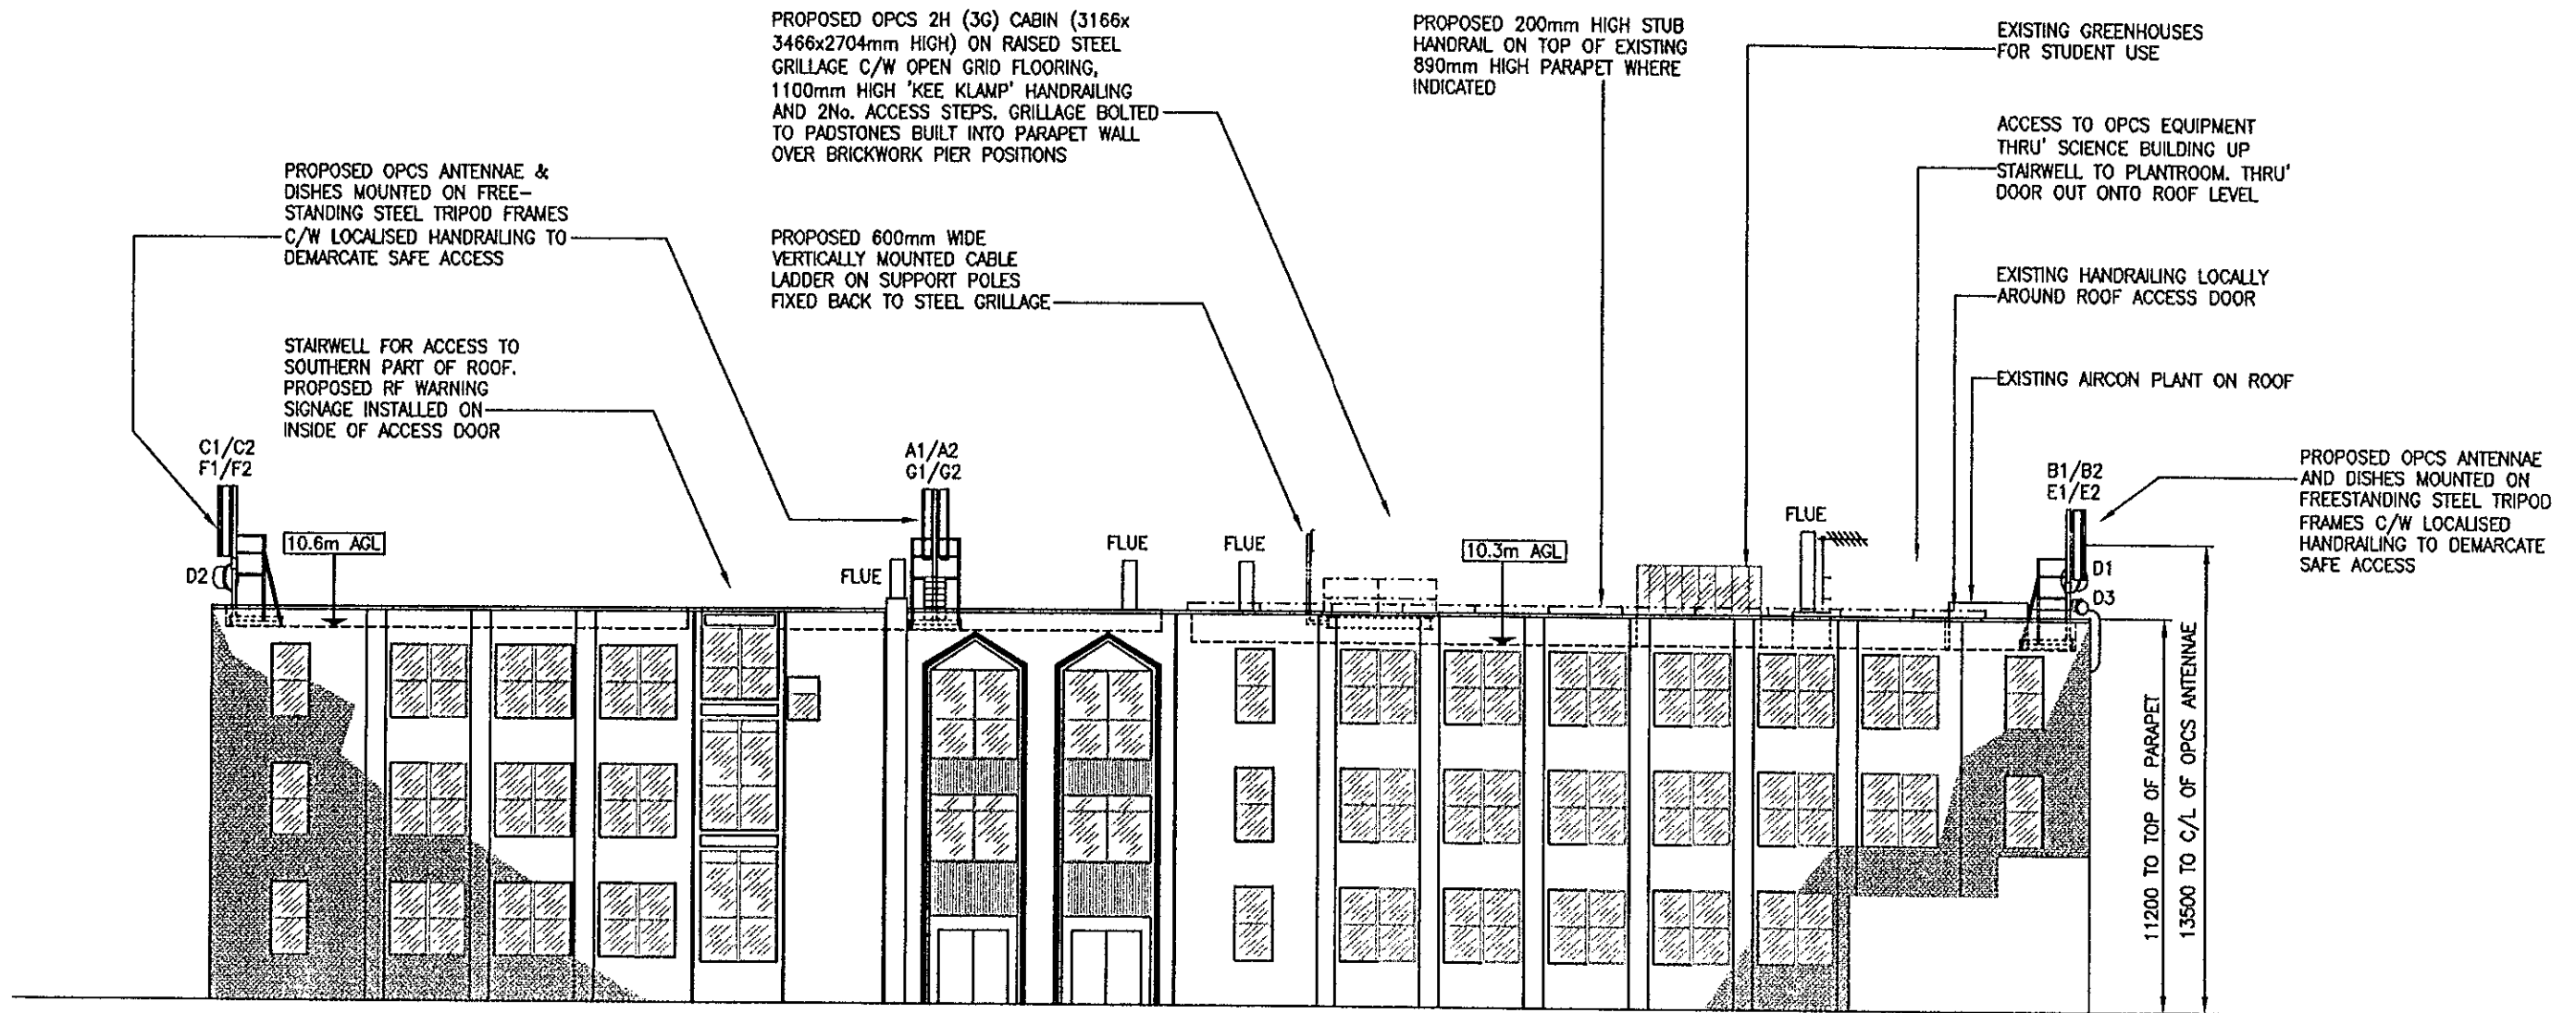 PROPOSED OPCS 2H (3G) CABIN (3166x
3466x2704mm HIGH) ON RAISED STEEL
GRILLAGE C/W OPEN GRID FLOORING,
1100mm HIGH 'KEE KLAMP' HANDRAILING
AND 2No. ACCESS STEPS. GRILLAGE BOLTED
TO PADSTONES BUILT INTO PARAPET WALL
OVER BRICKWORK PIER POSITIONS
PROPOSED 200mm HIGH STUB
HANDRAIL ON TOP OF EXISTING
890mm HIGH PARAPET WHERE
INDICATED
EXISTING GREENHOUSES
FOR STUDENT USE
ACCESS TO OPCS EQUIPMENT
THRU' SCIENCE BUILDING UP
STAIRWELL TO PLANTROOM. THRU'
DOOR OUT ONTO ROOF LEVEL
PROPOSED OPCS ANTENNAE &
DISHES MOUNTED ON FREE-
STANDING STEEL TRIPOD FRAMES
C/W LOCALISED HANDRAILING TO
DEMARCATE SAFE ACCESS
PROPOSED 600mm WIDE
VERTICALLY MOUNTED CABLE
LADDER ON SUPPORT POLES
FIXED BACK TO STEEL GRILLAGE
EXISTING HANDRAILING LOCALLY
AROUND ROOF ACCESS DOOR
STAIRWELL FOR ACCESS TO
SOUTHERN PART OF ROOF.
PROPOSED RF WARNING
SIGNAGE INSTALLED ON
INSIDE OF ACCESS DOOR
EXISTING AIRCON PLANT ON ROOF
PROPOSED OPCS ANTENNAE
AND DISHES MOUNTED ON
FREESTANDING STEEL TRIPOD
FRAMES C/W LOCALISED
HANDRAILING TO DEMARCATE
SAFE ACCESS
C1/C2
F1/F2
A1/A2
G1/G2
B1/B2
E1/E2
10.6m AGL
D2
FLUE
FLUE
FLUE
10.3m AGL
FLUE
D1
D3
11200 TO TOP OF PARAPET
13500 TO C/L OF OPCS ANTENNAE